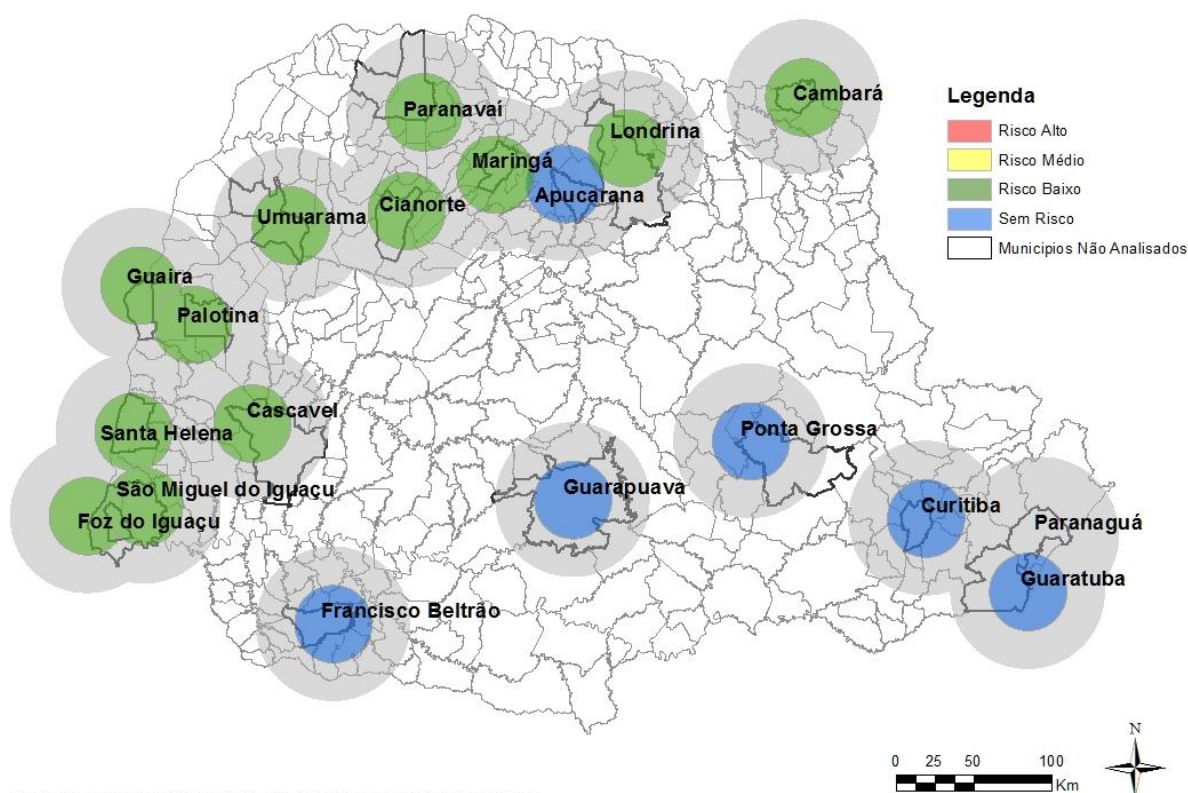 Cambará
Paranavaí
Londrina
Maringá
Apucarana
Cianorte
Umuarama
Guaira
Palotina
Cascavel
Santa Helena
São Miguel do Iguaçu
Foz do Iguaçu
Ponta Grossa
Guarapuava
Curitiba
Paranaguá
Guaratuba
Francisco Beltrão
Legenda
Risco Alto
Risco Médio
Risco Baixo
Sem Risco
Municipios Não Analisados
0 25 50 100
Km
N